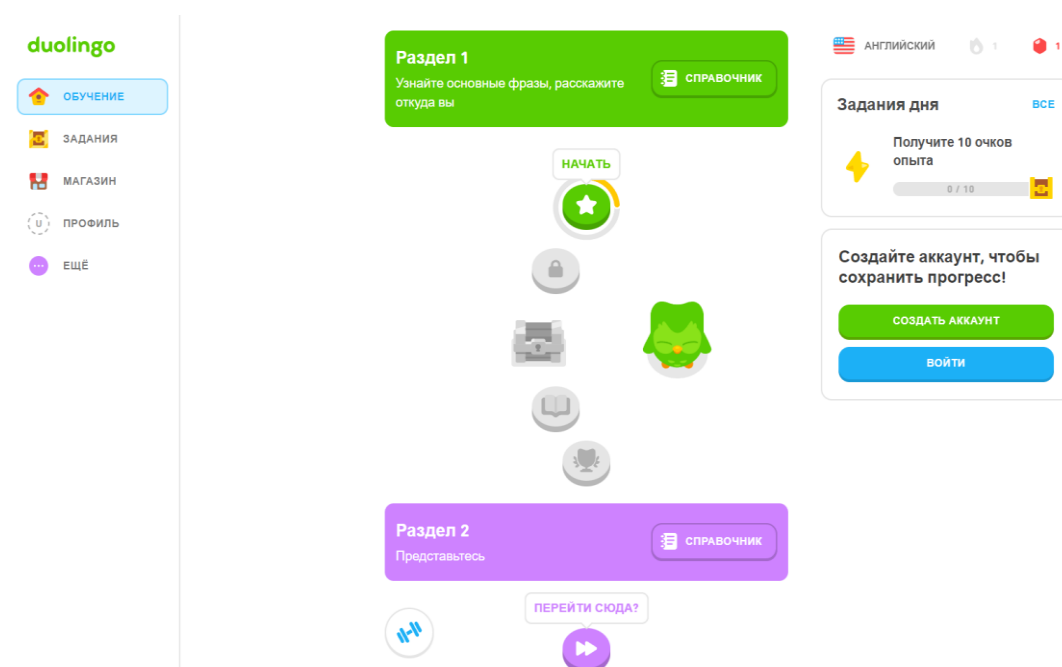 duolingo
ОБУЧЕНИЕ
ЗАДАНИЯ
МАГАЗИН
U
ПРОФИЛЬ
ЕЩЁ
Раздел 1
Узнайте основные фразы, расскажите
откуда вы
СПРАВОЧНИК
НАЧАТЬ
Раздел 2
Представьтесь
СПРАВОЧНИК
ПЕРЕЙТИ СЮДА?
АНГЛИЙСКИЙ
1
1
Задания дня
ВСЕ
Получите 10 очков
опыта
0 / 10
Создайте аккаунт, чтобы
сохранить прогресс!
СОЗДАТЬ АККАУНТ
ВОЙТИ